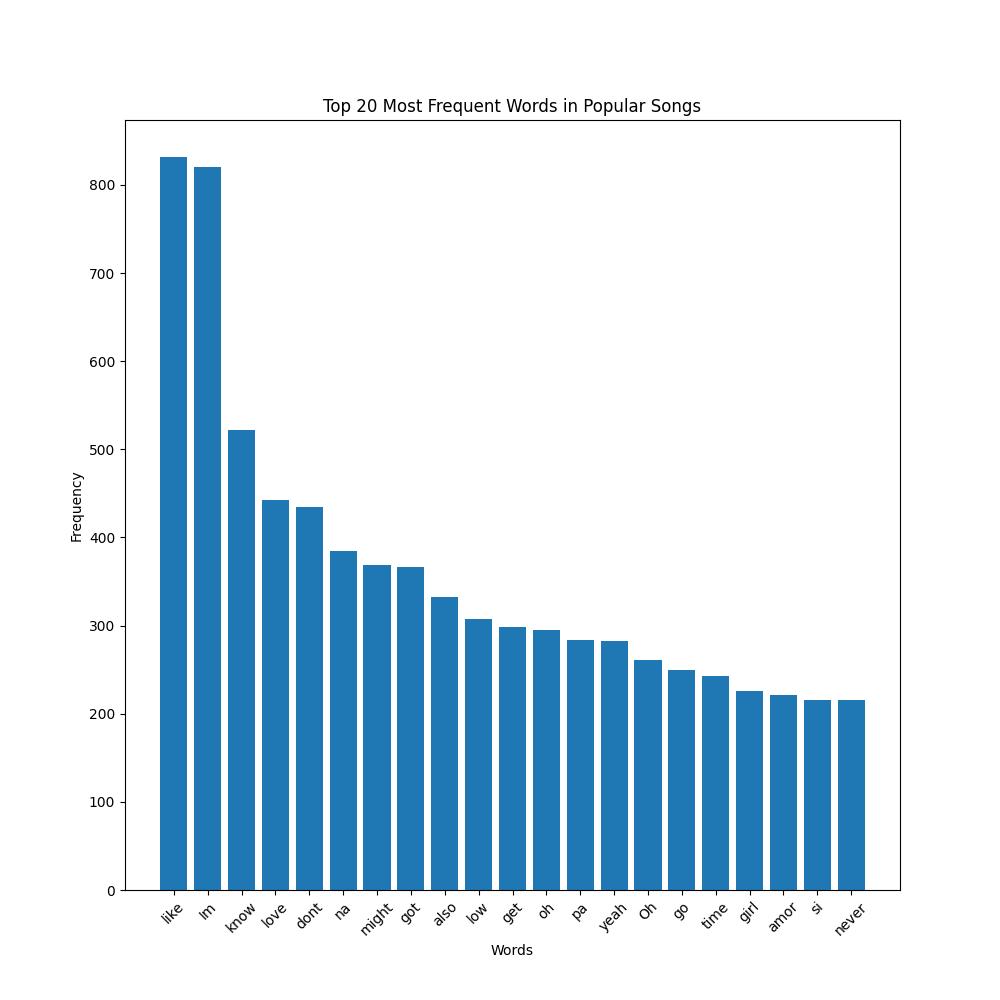 Top 20 Most Frequent Words in Popular Songs
800
700
600
500
400
300
200
100
0
Frequency
like Im know love dont na might got also low get oh pa yeah Oh go time girl amor si never
Words